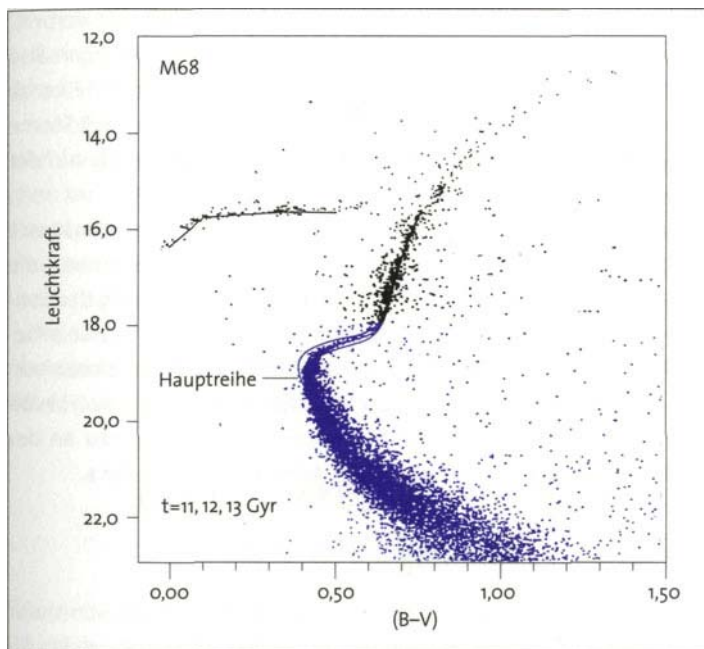 12,0
M68
14,0
16,0
Leuchtkraft
18,0
Hauptreihe
20,0
t=11, 12, 13 Gyr
22,0
0,00
0,50
1,00
1,50
(B–V)